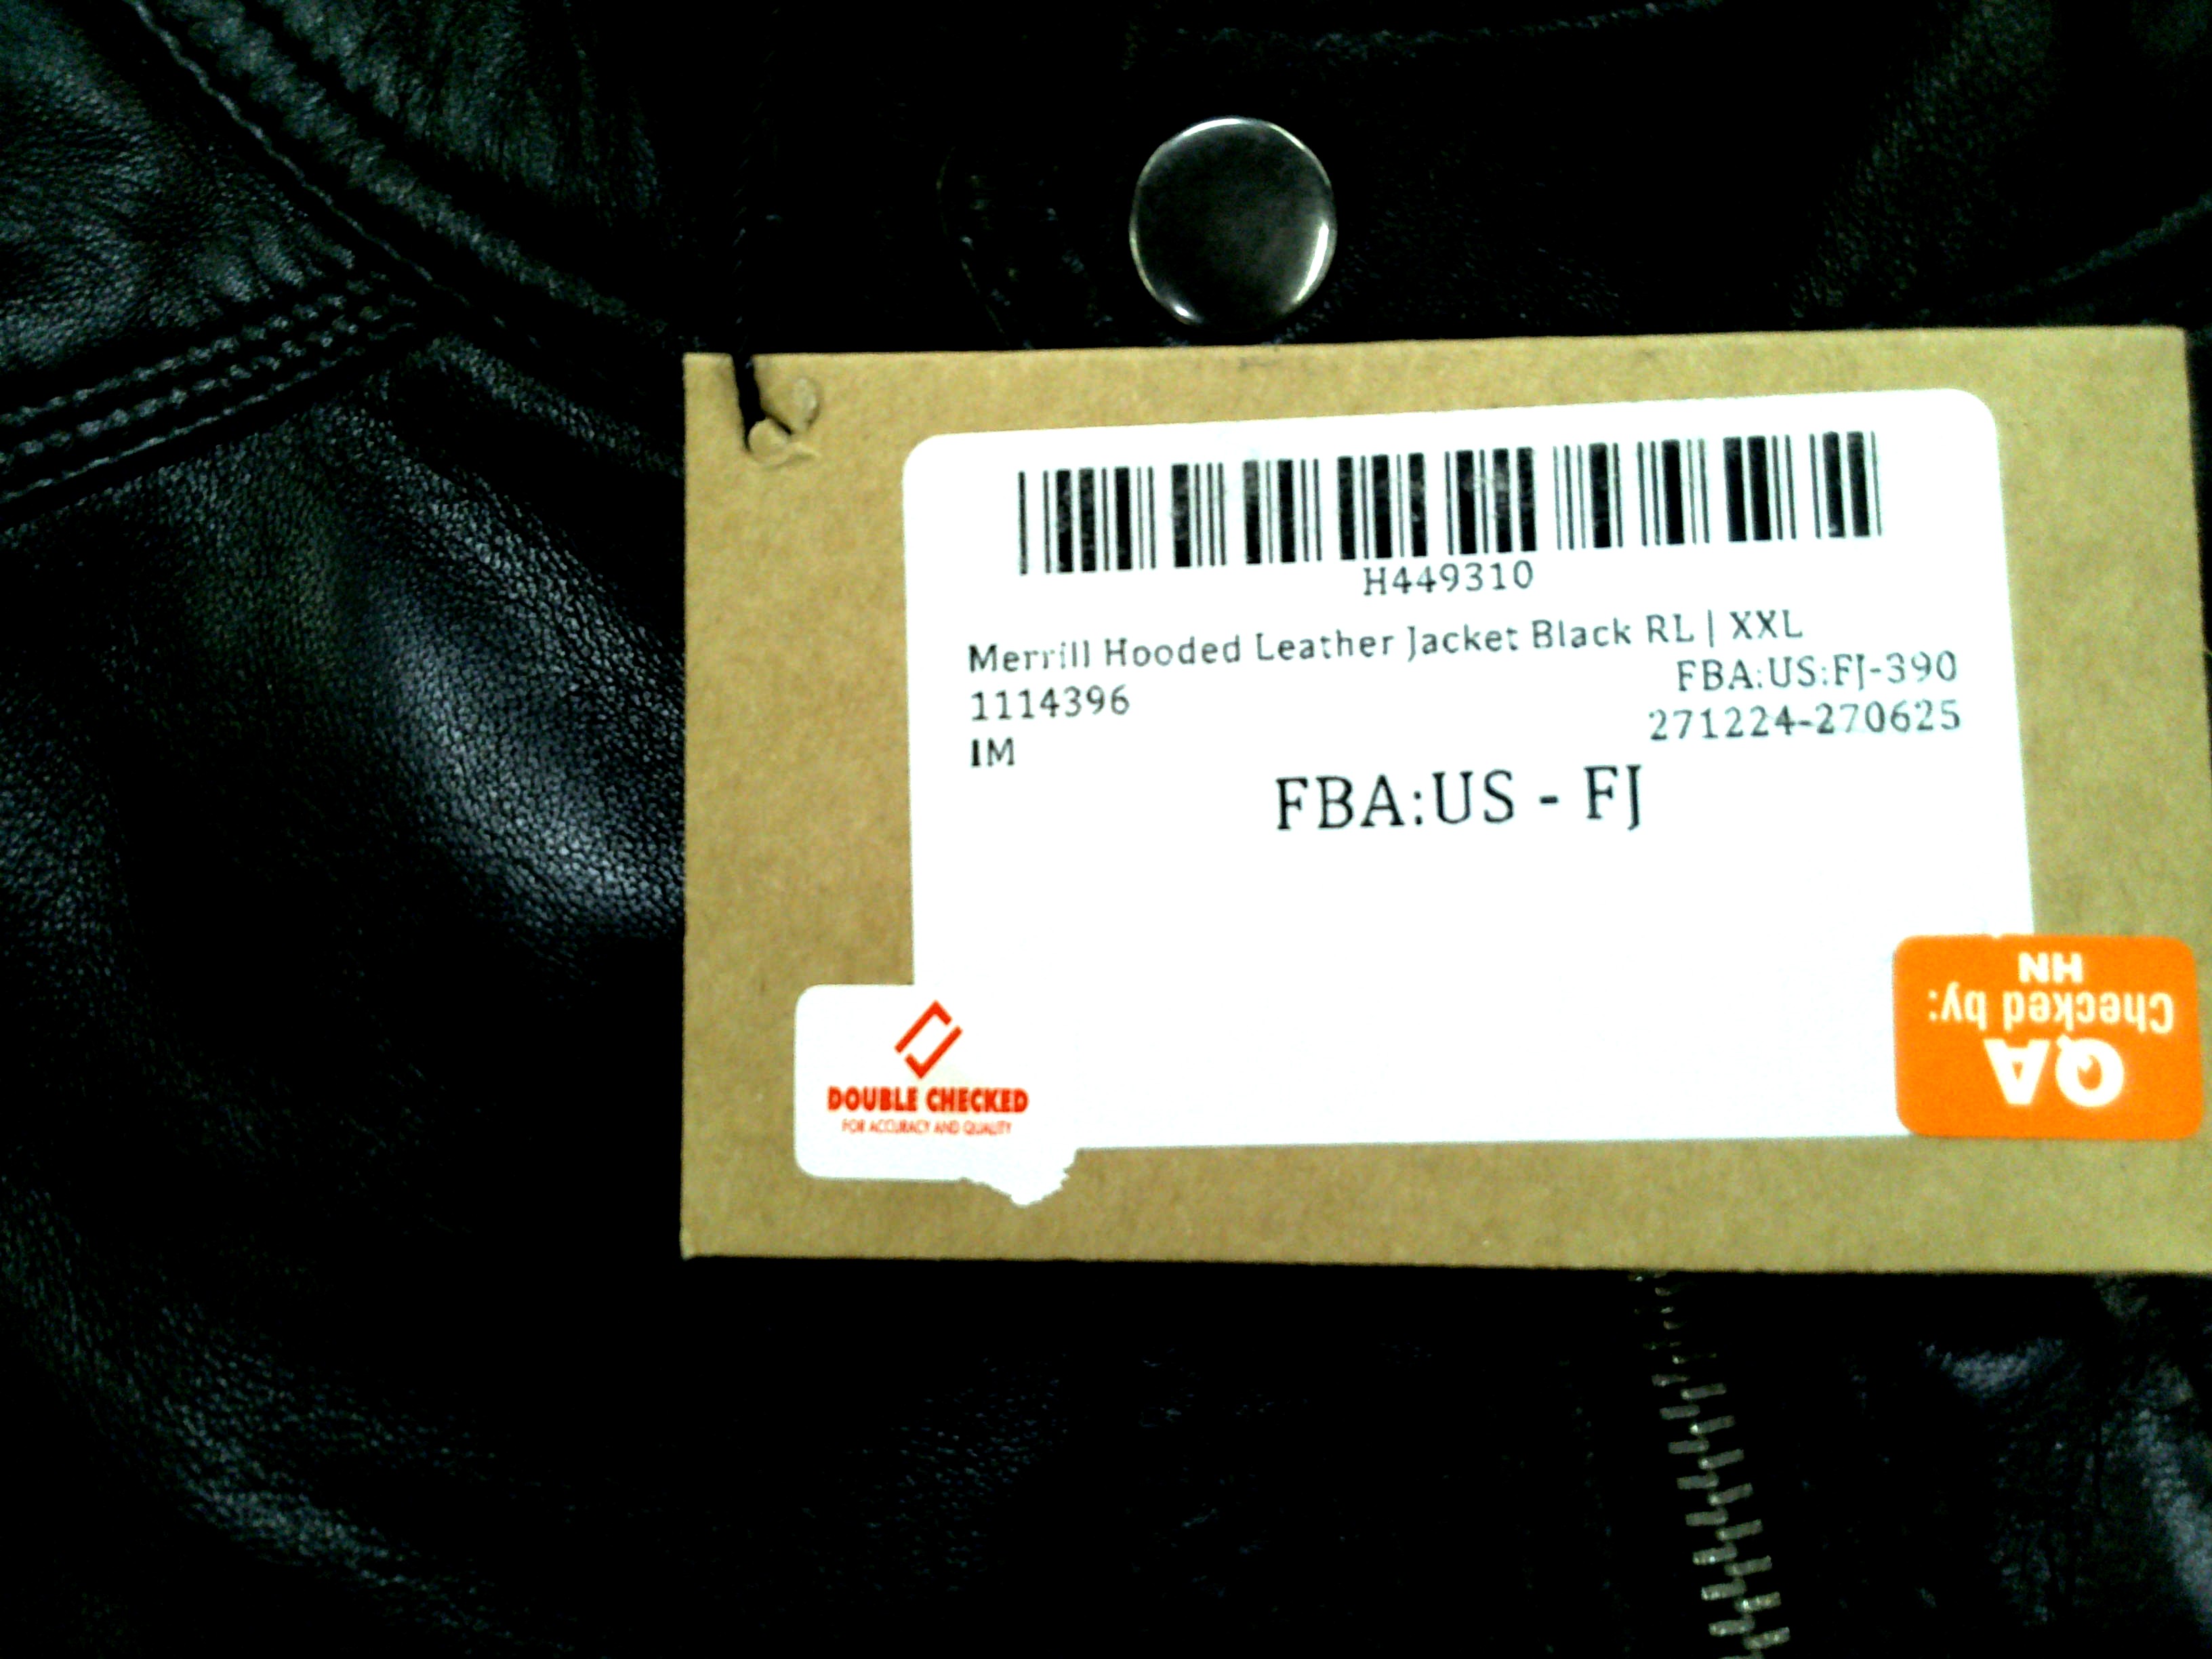 H449310
Merrill Hooded Leather Jacket Black RL | XXL
1114396
FBA:US:FJ-390
IM
271224-270625
FBA:US - FJ
DOUBLE CHECKED
FOR ACCURACY AND QUALITY
QA
Checked by:
HN